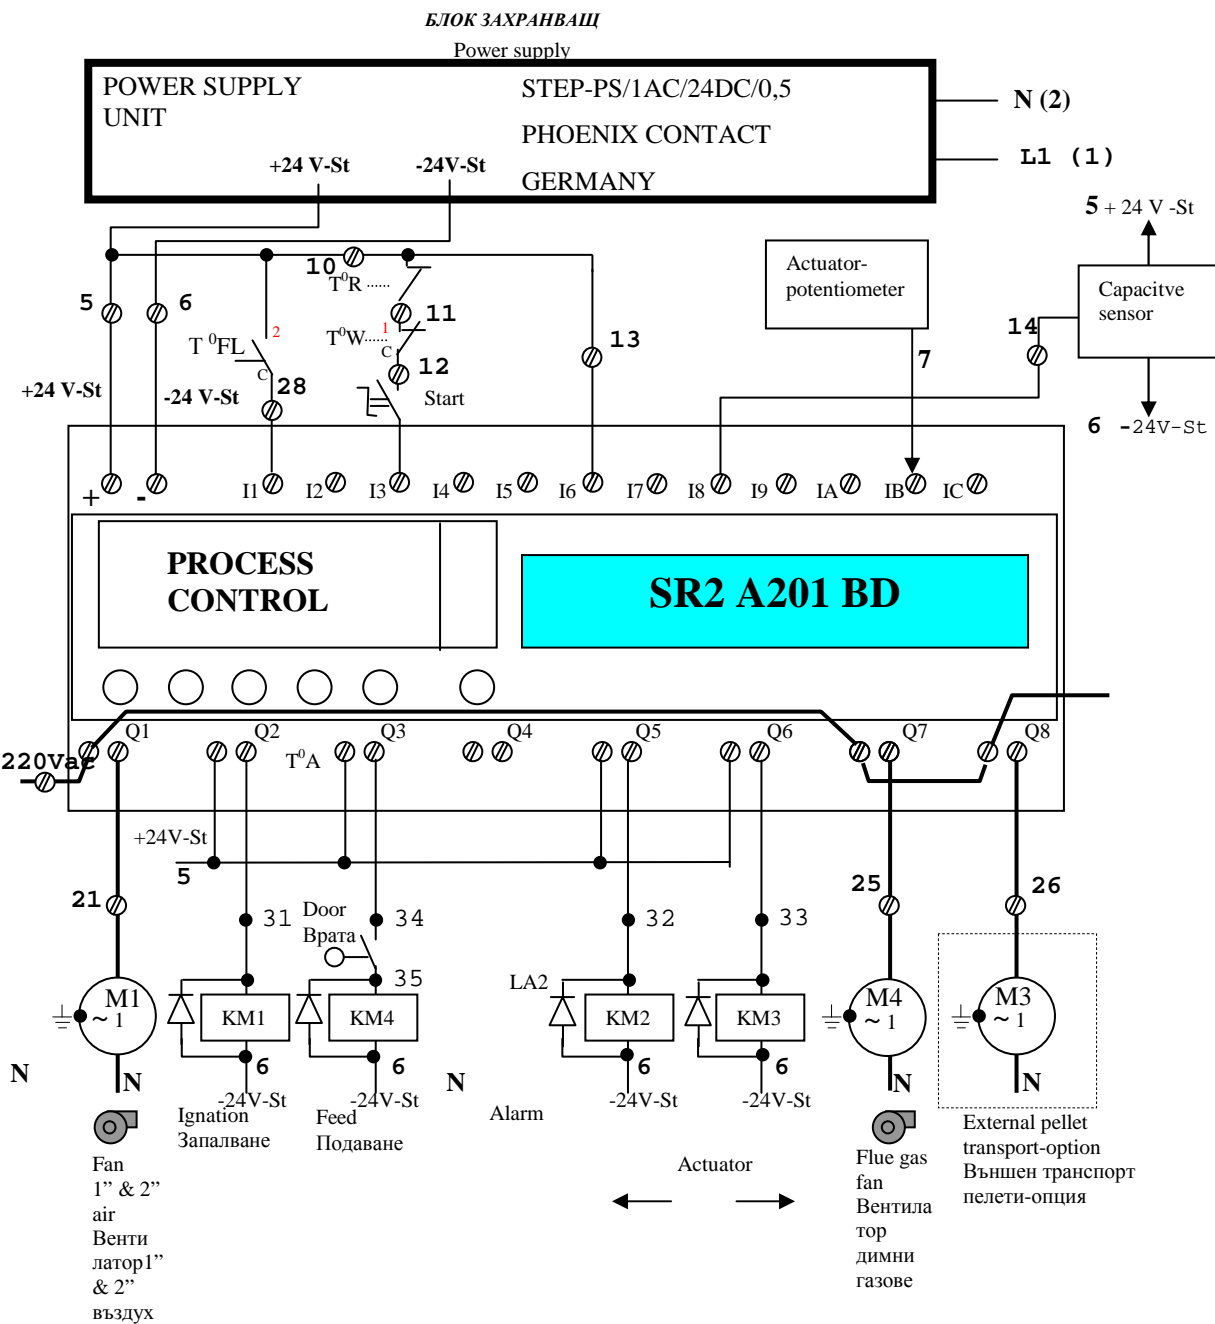 БЛОК ЗАХРАНВАЩ
Power supply
POWER SUPPLY
UNIT
STEP-PS/1AC/24DC/0,5
PHOENIX CONTACT
GERMANY
+24 V-St
-24V-St
N (2)
L1 (1)
5 + 24 V -St
Actuator-
potentiometer
Capacitve
sensor
10
T⁰R ......
5
6
11
1
2
T ⁰FL
T⁰W......
C
12
13
14
7
C
28
+24 V-St
-24 V-St
Start
6 -24V-St
+
-
I1
I2
I3
I4
I5
I6
I7
I8
I9
IA
IB
IC
PROCESS
CONTROL
SR2 A201 BD
Q1
Q2
Q3
Q4
Q5
Q6
Q7
Q8
220Vac
T⁰A
+24V-St
5
21
31
Door
Врата
34
32
33
25
26
35
LA2
M1
~ 1
KM1
KM4
KM2
KM3
M4
~ 1
M3
~ 1
6
6
6
6
N
N
N
N
N
-24V-St
-24V-St
-24V-St
-24V-St
Ignation
Запалване
Feed
Подаване
Alarm
Actuator
Fan
1” & 2”
air
Венти
латор1”
& 2”
въздух
Flue gas
fan
Вентила
тор
димни
газове
External pellet
transport-option
Външен транспорт
пелети-опция